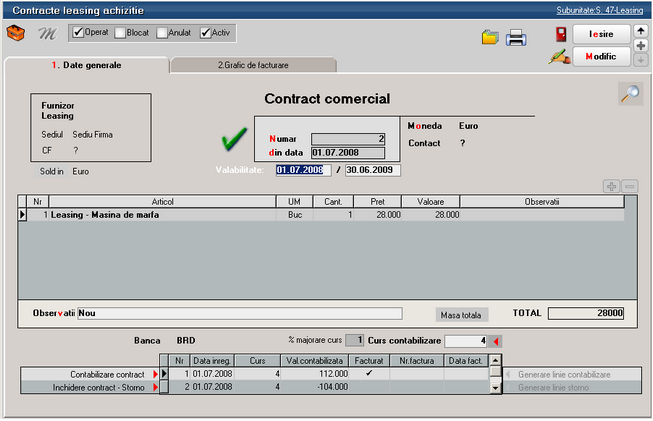 Contracte leasing achizitie Subunitate:S. 47-Leasing
Operat Blocat Anulat Activ Iesire
Modific
1. Date generale 2.Grafic de facturare
Furnizor
Leasing
Sediul Sediu Firma
CF ?
Sold in Euro
Contract comercial
Numar 2
din data 01.07.2008
Valabilitate: 01.07.2008 / 30.06.2009
Moneda Euro
Contact ?
Nr Articol UM Cant. Pret Valoare Observatii
1 Leasing - Masina de marfa Buc 1 28.000 28.000
Observatii Nou Masa totala TOTAL 28000
Banca BRD % majorare curs 1 Curs contabilizare 4
Nr Data inreg. Curs Val.contabilizata Facturat Nr.factura Data fact.
Contabilizare contract 1 01.07.2008 4 112.000 Generare linie contabilizare
Inchidere contract - Storno 2 01.07.2008 4 -104.000 Generare linie storno